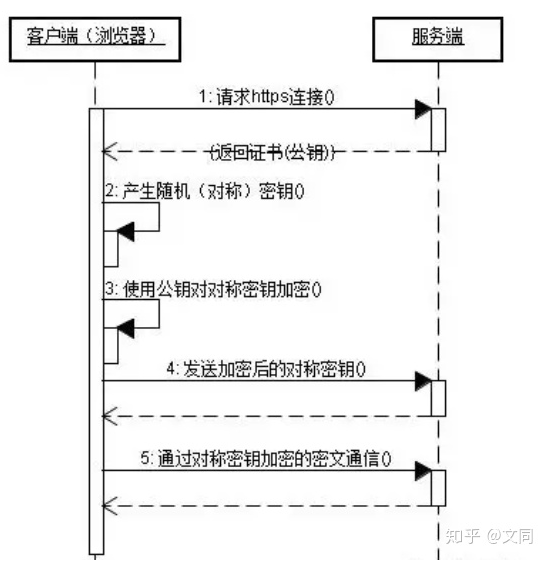 客户端（浏览器）
服务端
1: 请求https连接()
(返回证书(公钥))
2: 产生随机（对称）密钥()
3: 使用公钥对对称密钥加密()
4: 发送加密后的对称密钥()
5: 通过对称密钥加密的密文通信()
知乎 @文同